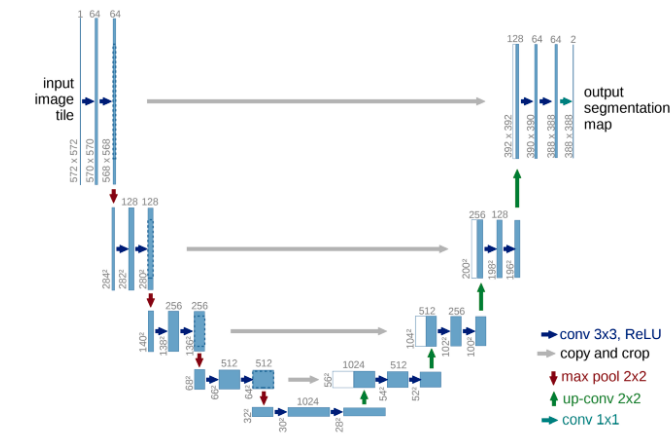 1 64 64
128 64 64 2
input
image
tile
output
segmentation
map
572 x 572
570 x 570
568 x 568
392 x 392
390 x 390
388 x 388
388 x 388
128 128
256 128
284²
282²
280²
200²
198²
196²
256 256
512 256
140²
138²
136²
104²
102²
100²
512 512
1024 512
68²
66²
64²
56²
54²
52²
1024
32²
30²
28²
conv 3x3, ReLU
copy and crop
max pool 2x2
up-conv 2x2
conv 1x1